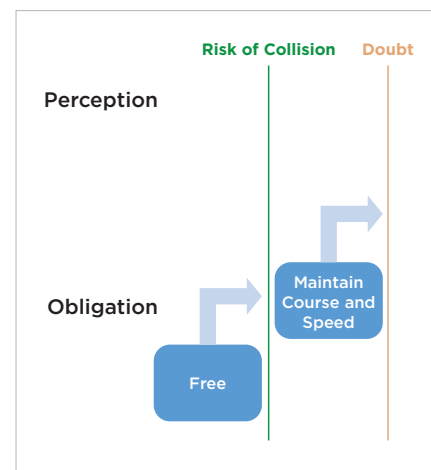 Risk of Collision
Doubt
Perception
Obligation
Maintain
Course and
Speed
Free